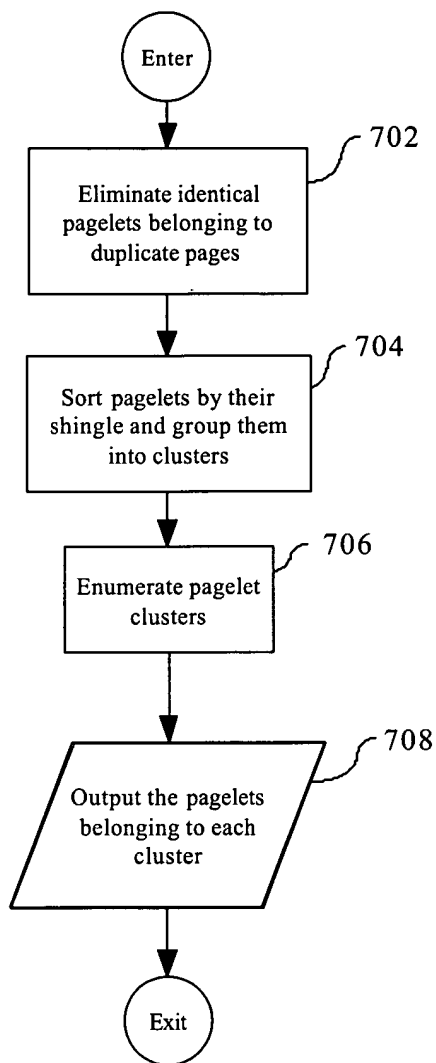 Enter
702
Eliminate identical
pagelets belonging to
duplicate pages
704
Sort pagelets by their
shingle and group them
into clusters
706
Enumerate pagelet
clusters
708
Output the pagelets
belonging to each
cluster
Exit